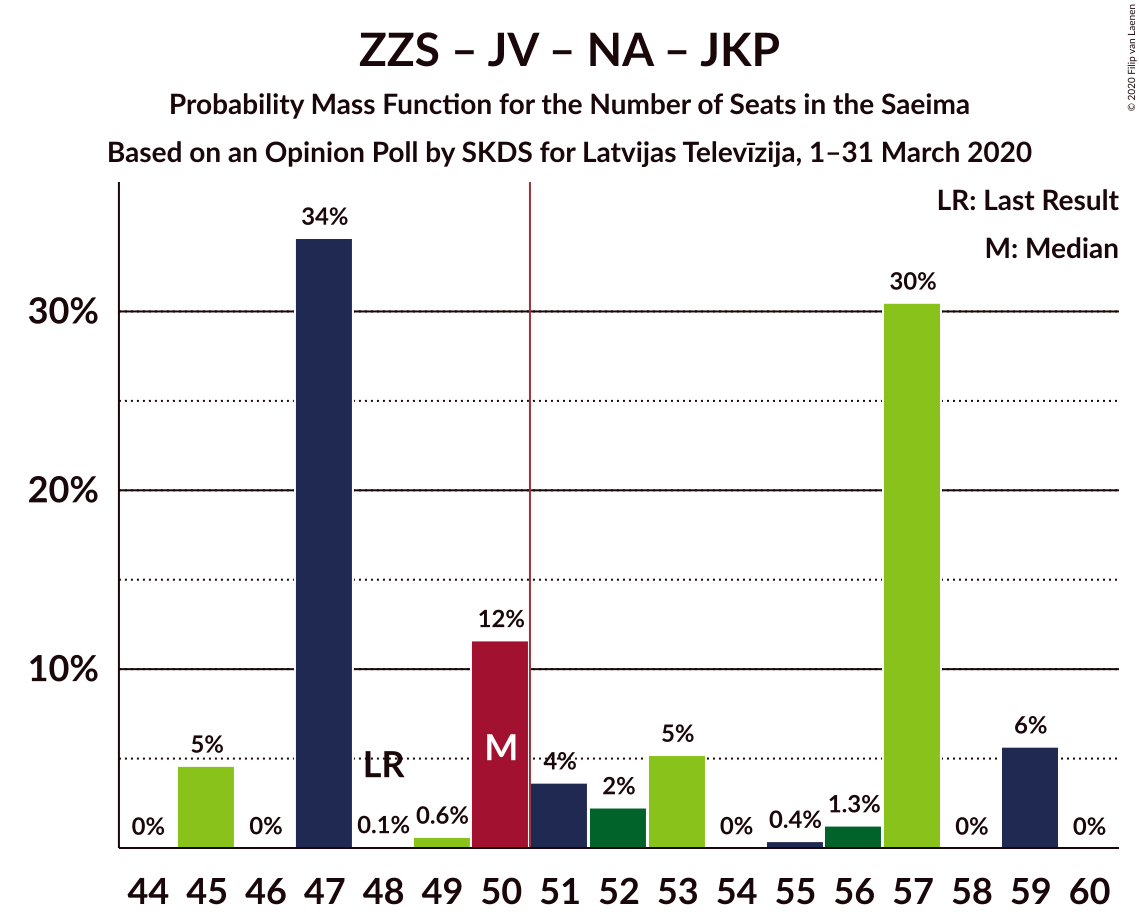 ZZS – JV – NA – JKP
Probability Mass Function for the Number of Seats in the Saeima
Based on an Opinion Poll by SKDS for Latvijas Televīzija, 1–31 March 2020
© 2020 Filip van Laenen
LR: Last Result
M: Median
30%
20%
10%
0%
5%
0%
34%
0.1%
LR
0.6%
12%
M
4%
2%
5%
0%
0.4%
1.3%
30%
0%
6%
0%
44 45 46 47 48 49 50 51 52 53 54 55 56 57 58 59 60